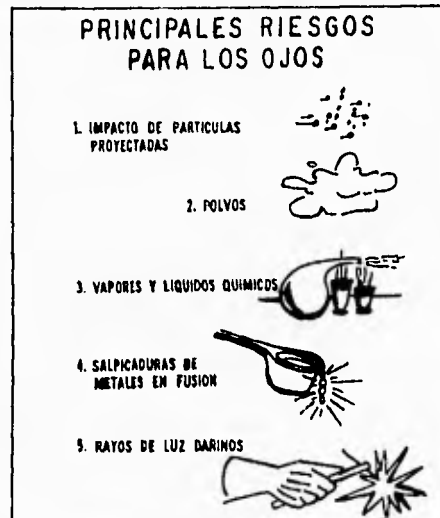 PRINCIPALES RIESGOS
PARA LOS OJOS
1. IMPACTO DE PARTICULAS
PROYECTADAS
2. POLVOS
3. VAPORES Y LIQUIDOS QUIMICOS
4. SALPICADURAS DE
METALES EN FUSION
5. RAYOS DE LUZ DARINOS